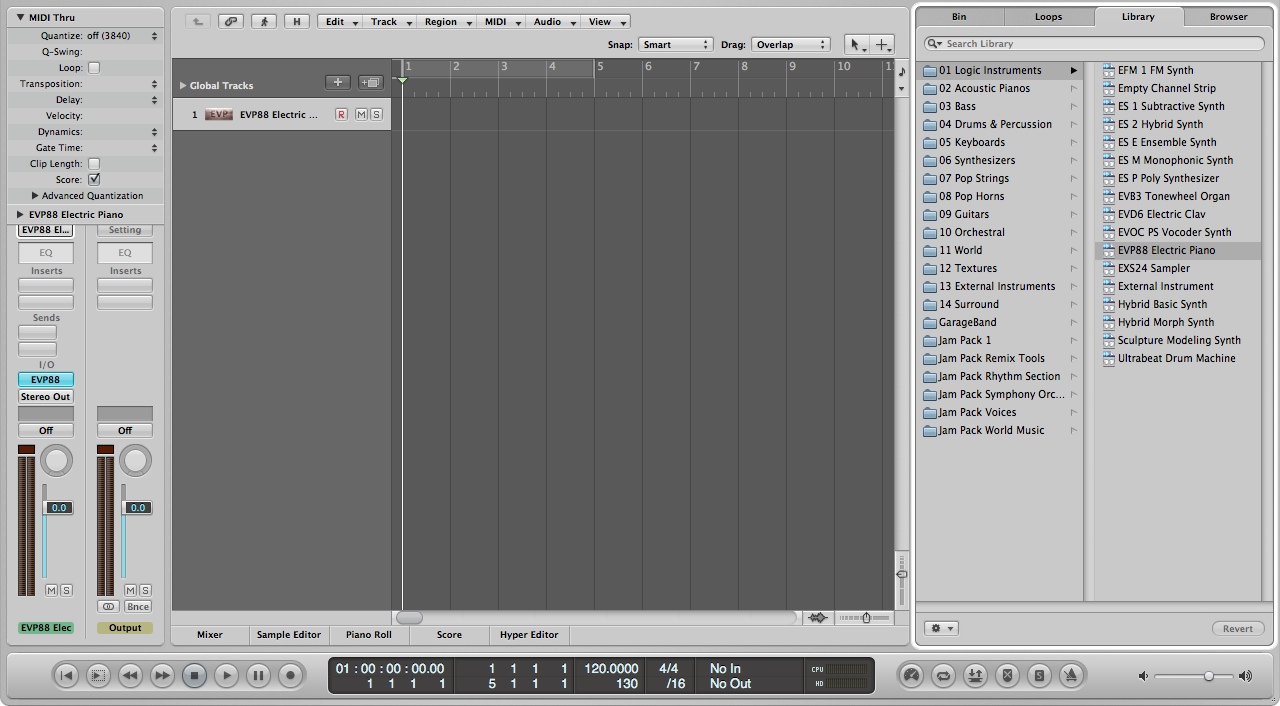 MIDI Thru
Quantize: off (3840)
Q-Swing:
Loop:
Transposition:
Delay:
Velocity:
Dynamics:
Gate Time:
Clip Length:
Score:
Advanced Quantization
EVP88 Electric Piano
EVP88 El... Setting
EQ EQ
Inserts Inserts
Sends
I/O
EVP88
Stereo Out
Off Off
0.0 0.0
M S M S
Bnce
EVP88 Elec Output
H Edit Track Region MIDI Audio View
Snap: Smart Drag: Overlap
Global Tracks
1 2 3 4 5 6 7 8 9 10 11
1 EVP EVP88 Electric ... R M S
Mixer Sample Editor Piano Roll Score Hyper Editor
Bin Loops Library Browser
Search Library
01 Logic Instruments
02 Acoustic Pianos
03 Bass
04 Drums & Percussion
05 Keyboards
06 Synthesizers
07 Pop Strings
08 Pop Horns
09 Guitars
10 Orchestral
11 World
12 Textures
13 External Instruments
14 Surround
GarageBand
Jam Pack 1
Jam Pack Remix Tools
Jam Pack Rhythm Section
Jam Pack Symphony Orc...
Jam Pack Voices
Jam Pack World Music
EFM 1 FM Synth
Empty Channel Strip
ES 1 Subtractive Synth
ES 2 Hybrid Synth
ES E Ensemble Synth
ES M Monophonic Synth
ES P Poly Synthesizer
EVB3 Tonewheel Organ
EVD6 Electric Clav
EVOC PS Vocoder Synth
EVP88 Electric Piano
EXS24 Sampler
External Instrument
Hybrid Basic Synth
Hybrid Morph Synth
Sculpture Modeling Synth
Ultrabeat Drum Machine
Revert
01 : 00 : 00 : 00.00 1 1 1 1 120.0000 4/4 No In CPU
1 1 1 1 5 1 1 1 130 /16 No Out HD
S